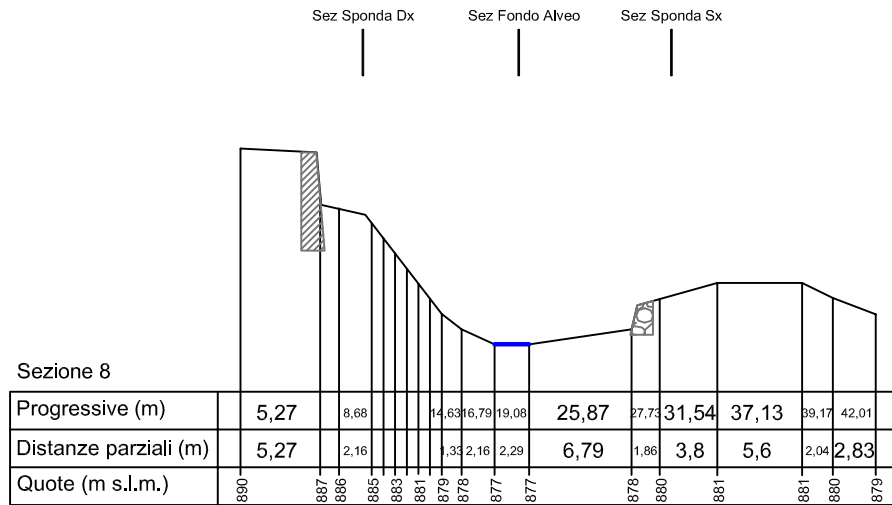 Sez Sponda Dx Sez Fondo Alveo Sez Sponda Sx
Sezione 8
Progressive (m) 5,27 8,68 14,63 16,79 19,08 25,87 27,73 31,54 37,13 39,17 42,01
Distanze parziali (m) 5,27 2,16 1,33 2,16 2,29 6,79 1,86 3,8 5,6 2,04 2,83
Quote (m s.l.m.) 890 887 886 885 883 881 879 878 877 877 878 880 881 881 880 879